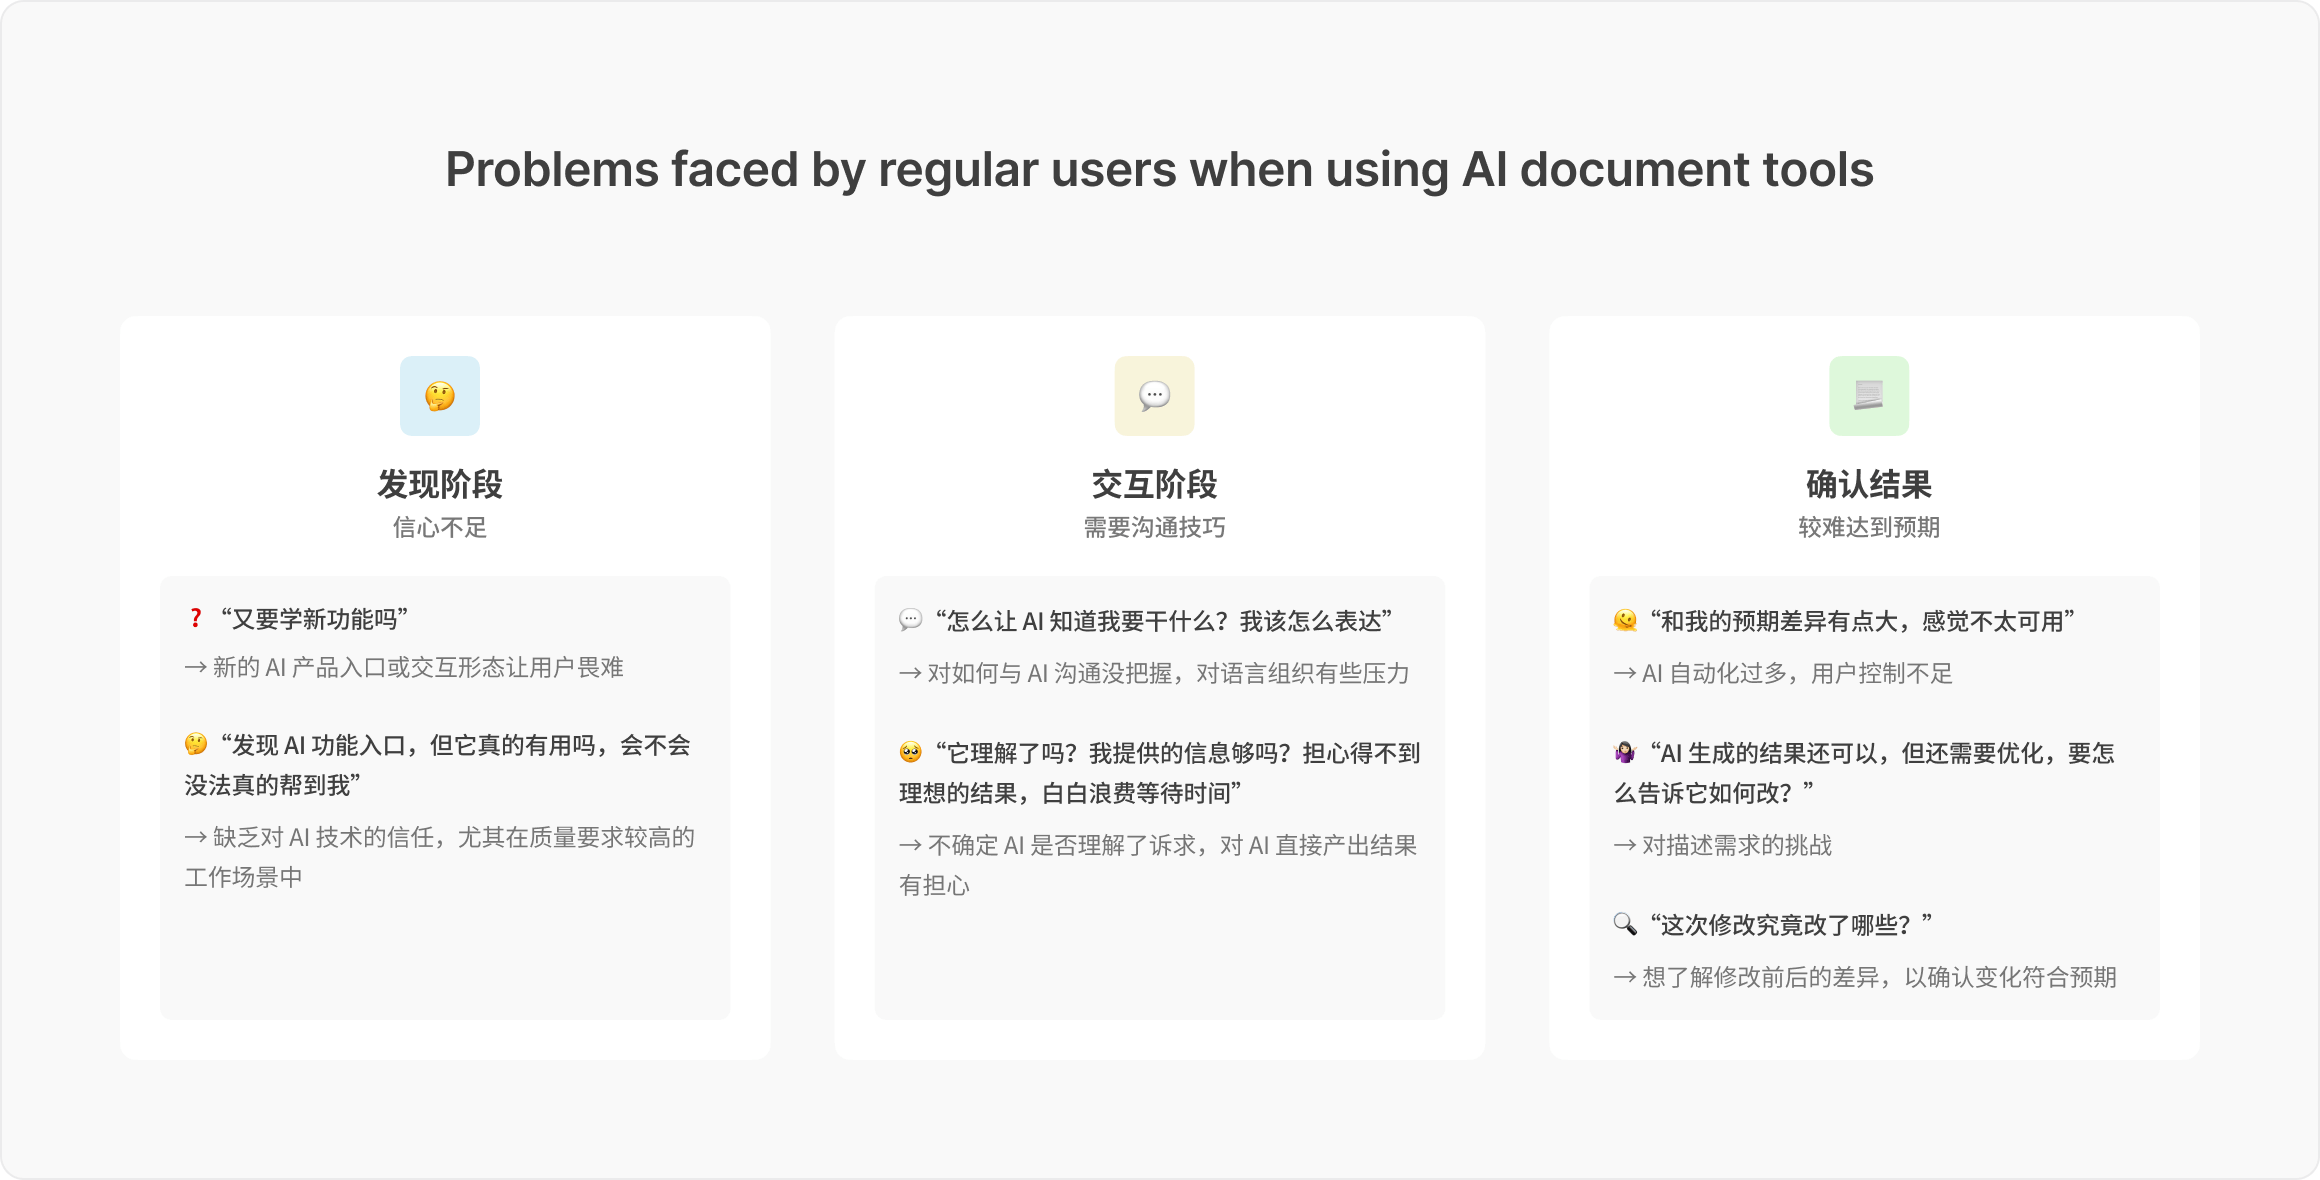 Problems faced by regular users when using AI document tools
发现阶段
信心不足
❓ “又要学新功能吗”
→ 新的 AI 产品入口或交互形态让用户畏难
🤔 “发现 AI 功能入口，但它真的有用吗，会不会
没法真的帮到我”
→ 缺乏对 AI 技术的信任，尤其在质量要求较高的
工作场景中
交互阶段
需要沟通技巧
💬 “怎么让 AI 知道我要干什么？我该怎么表达”
→ 对如何与 AI 沟通没把握，对语言组织有些压力
🥺 “它理解了吗？我提供的信息够吗？担心得不到
理想的结果，白白浪费等待时间”
→ 不确定 AI 是否理解了诉求，对 AI 直接产出结果
有担心
确认结果
较难达到预期
🫠 “和我的预期差异有点大，感觉不太可用”
→ AI 自动化过多，用户控制不足
🤷🏻‍♀️ “AI 生成的结果还可以，但还需要优化，要怎
么告诉它如何改？”
→ 对描述需求的挑战
🔍 “这次修改究竟改了哪些？”
→ 想了解修改前后的差异，以确认变化符合预期